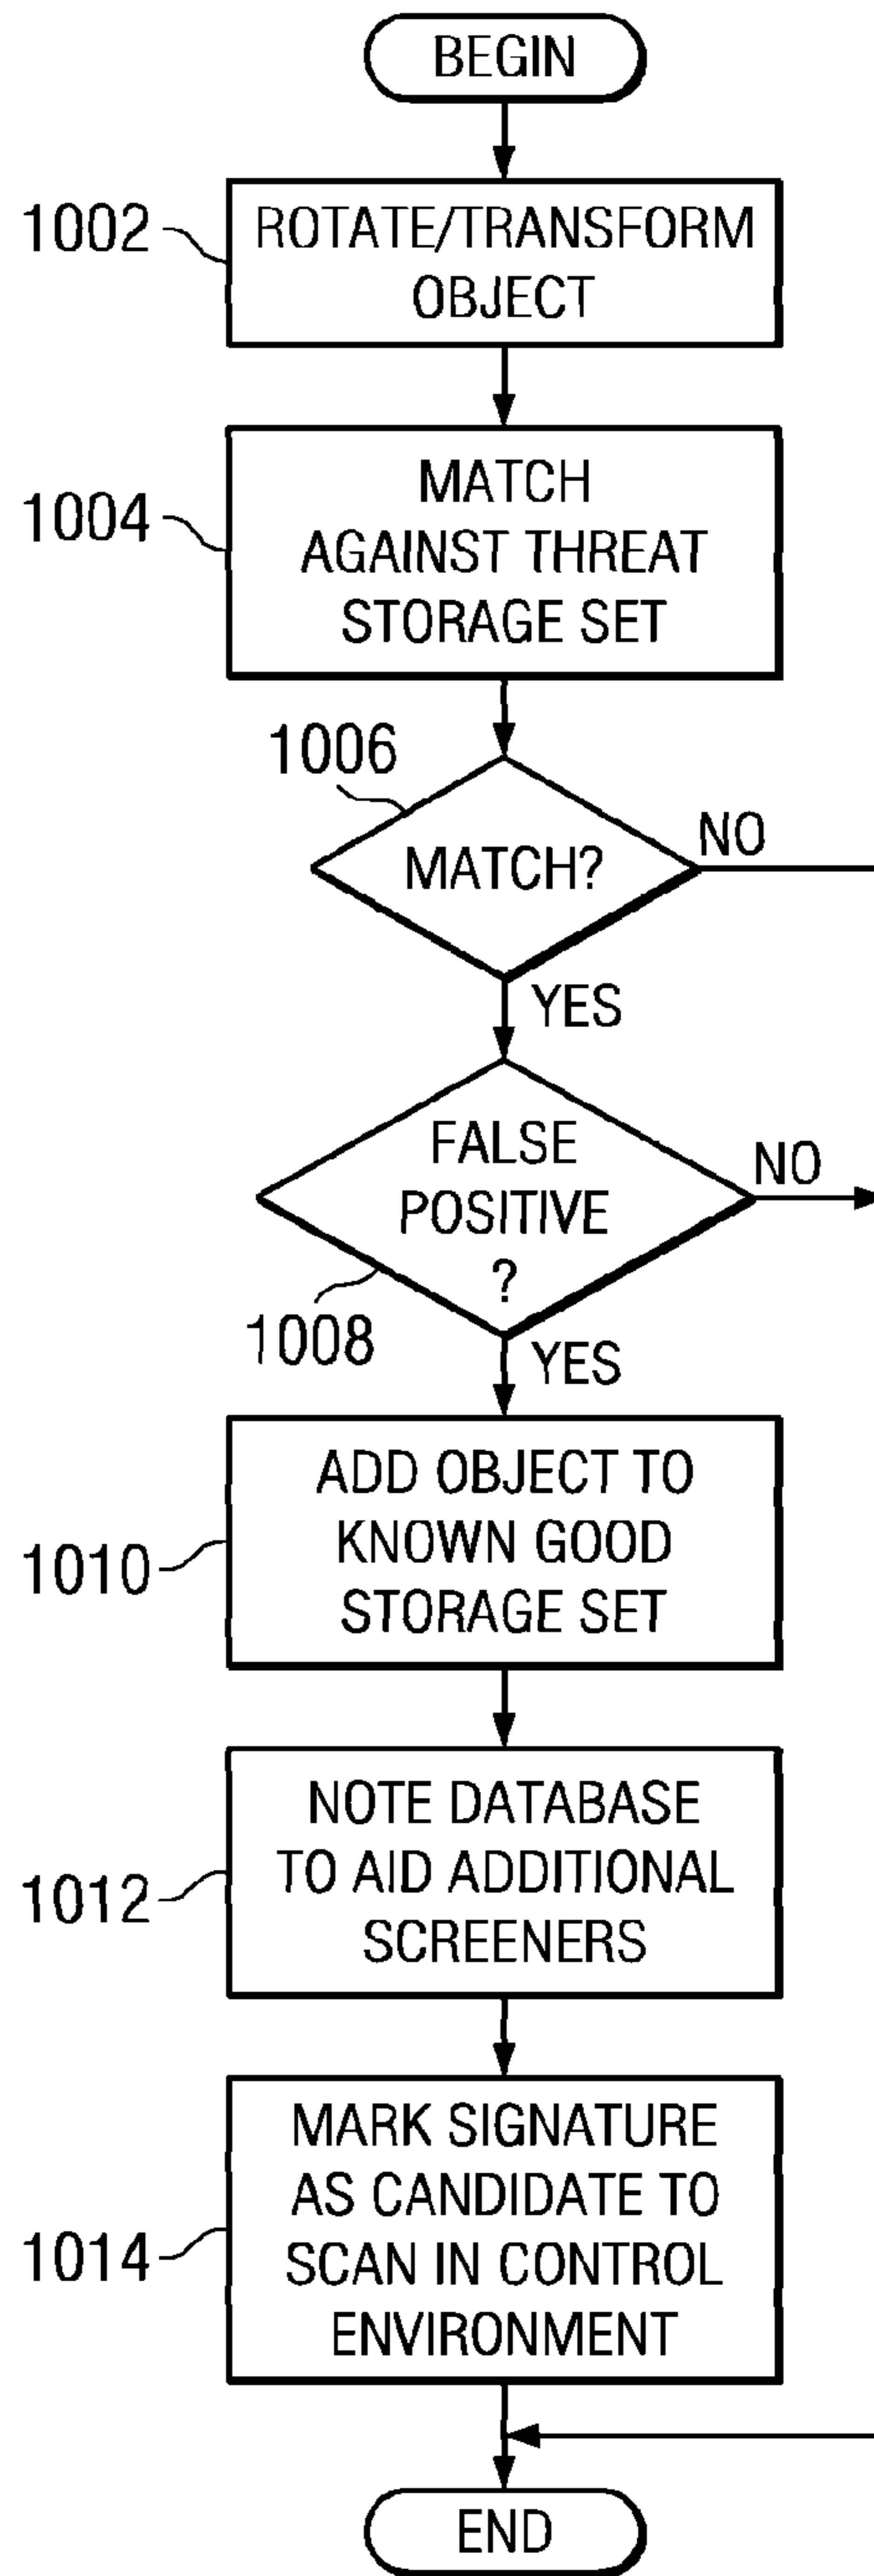 BEGIN
1002
ROTATE/TRANSFORM
OBJECT
1004
MATCH
AGAINST THREAT
STORAGE SET
1006
MATCH?
NO
YES
FALSE
POSITIVE
?
NO
1008
YES
1010
ADD OBJECT TO
KNOWN GOOD
STORAGE SET
1012
NOTE DATABASE
TO AID ADDITIONAL
SCREENERS
1014
MARK SIGNATURE
AS CANDIDATE TO
SCAN IN CONTROL
ENVIRONMENT
END